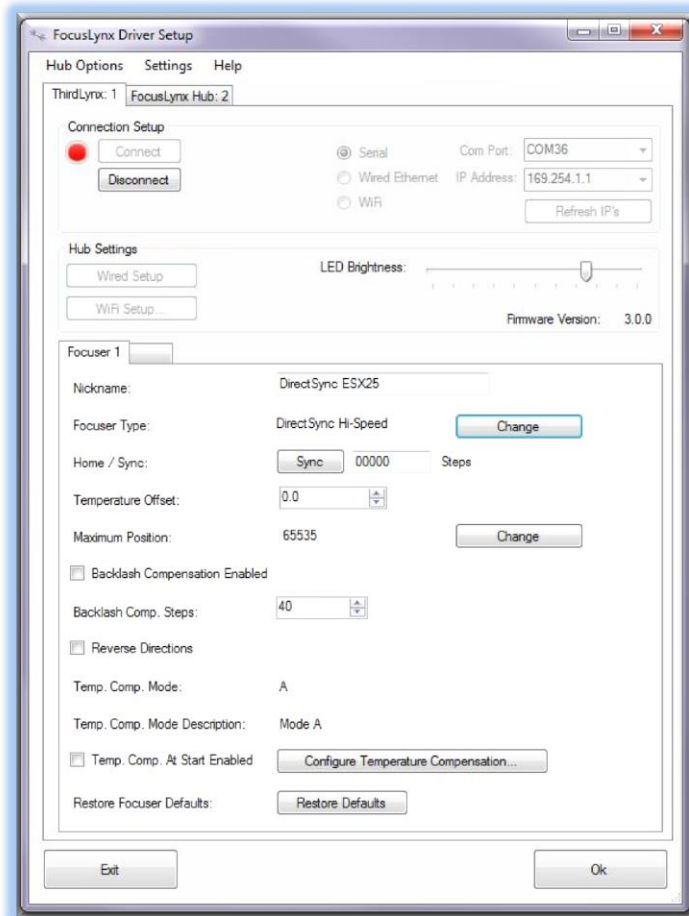 FocusLynx Driver Setup
Hub Options Settings Help
ThirdLynx: 1 FocusLynx Hub: 2
Connection Setup
Connect Serial Com Port: COM36
Disconnect Wired Ethernet IP Address: 169.254.1.1
WiFi Refresh IP's
Hub Settings
Wired Setup LED Brightness:
WiFi Setup... Firmware Version: 3.0.0
Focuser 1
Nickname: DirectSync ESX25
Focuser Type: DirectSync Hi-Speed Change
Home / Sync: Sync 00000 Steps
Temperature Offset: 0.0
Maximum Position: 65535 Change
Backlash Compensation Enabled
Backlash Comp. Steps: 40
Reverse Directions
Temp. Comp. Mode: A
Temp. Comp. Mode Description: Mode A
Temp. Comp. At Start Enabled Configure Temperature Compensation...
Restore Focuser Defaults: Restore Defaults
Exit Ok